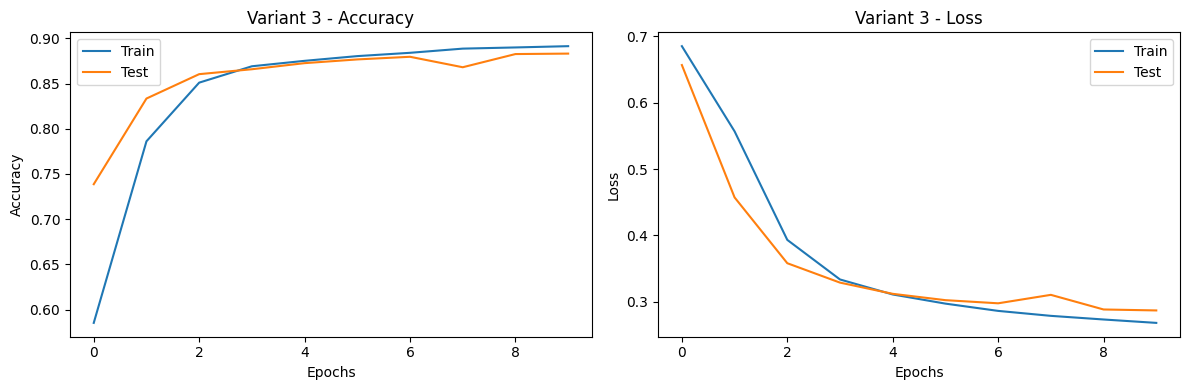 Variant 3 - Accuracy
Train
Test
0.90
0.85
0.80
0.75
0.70
0.65
0.60
Accuracy
0 2 4 6 8
Epochs
Variant 3 - Loss
Train
Test
0.7
0.6
0.5
0.4
0.3
Loss
0 2 4 6 8
Epochs